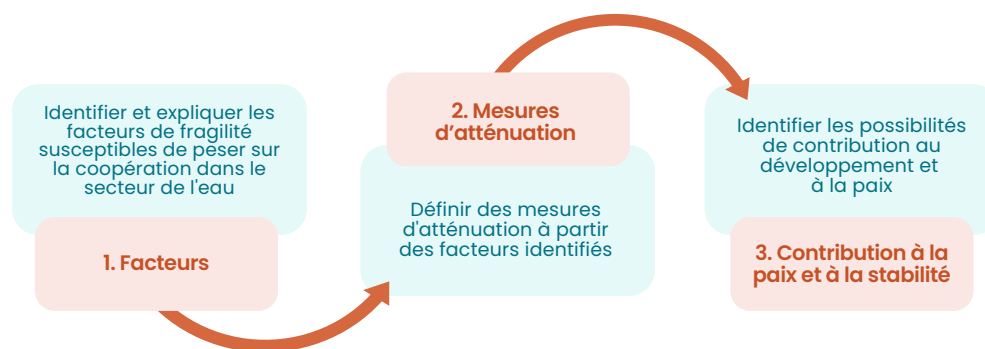 Identifier et expliquer les
facteurs de fragilité
susceptibles de peser sur
la coopération dans le
secteur de l'eau
1. Facteurs
2. Mesures
d’atténuation
Définir des mesures
d'atténuation à partir
des facteurs identifiés
Identifier les possibilités
de contribution au
développement et
à la paix
3. Contribution à la
paix et à la stabilité